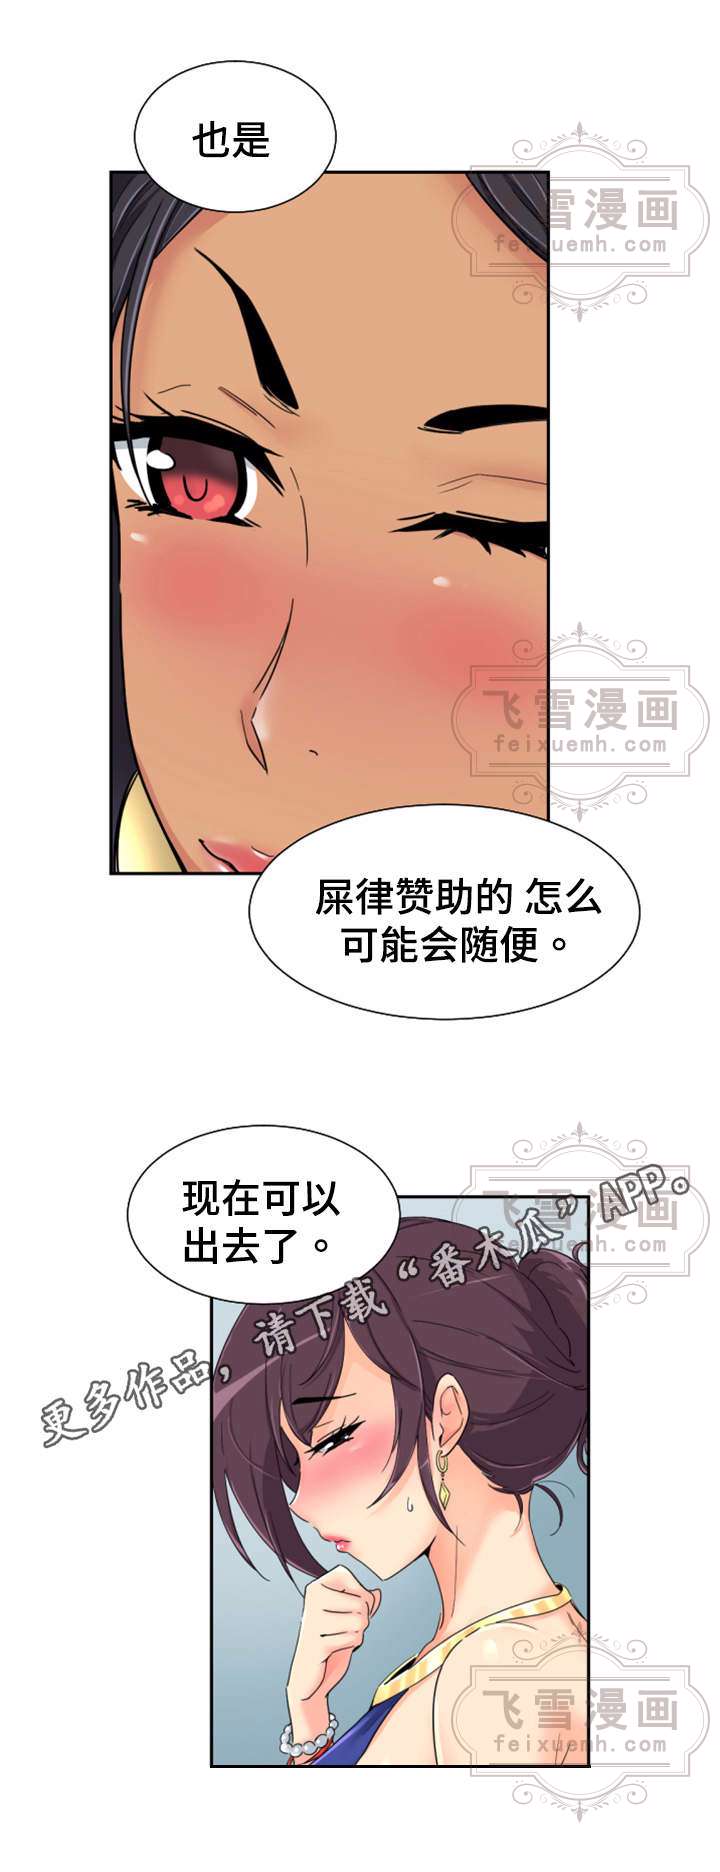 也是
飞雪漫画
feixuemh.com
飞雪漫画
feixuemh.com
屎律赞助的 怎么
可能会随便。
现在可以
出去了。
更多作品，请下载“番木瓜”APP。
飞雪漫画
feixuemh.com